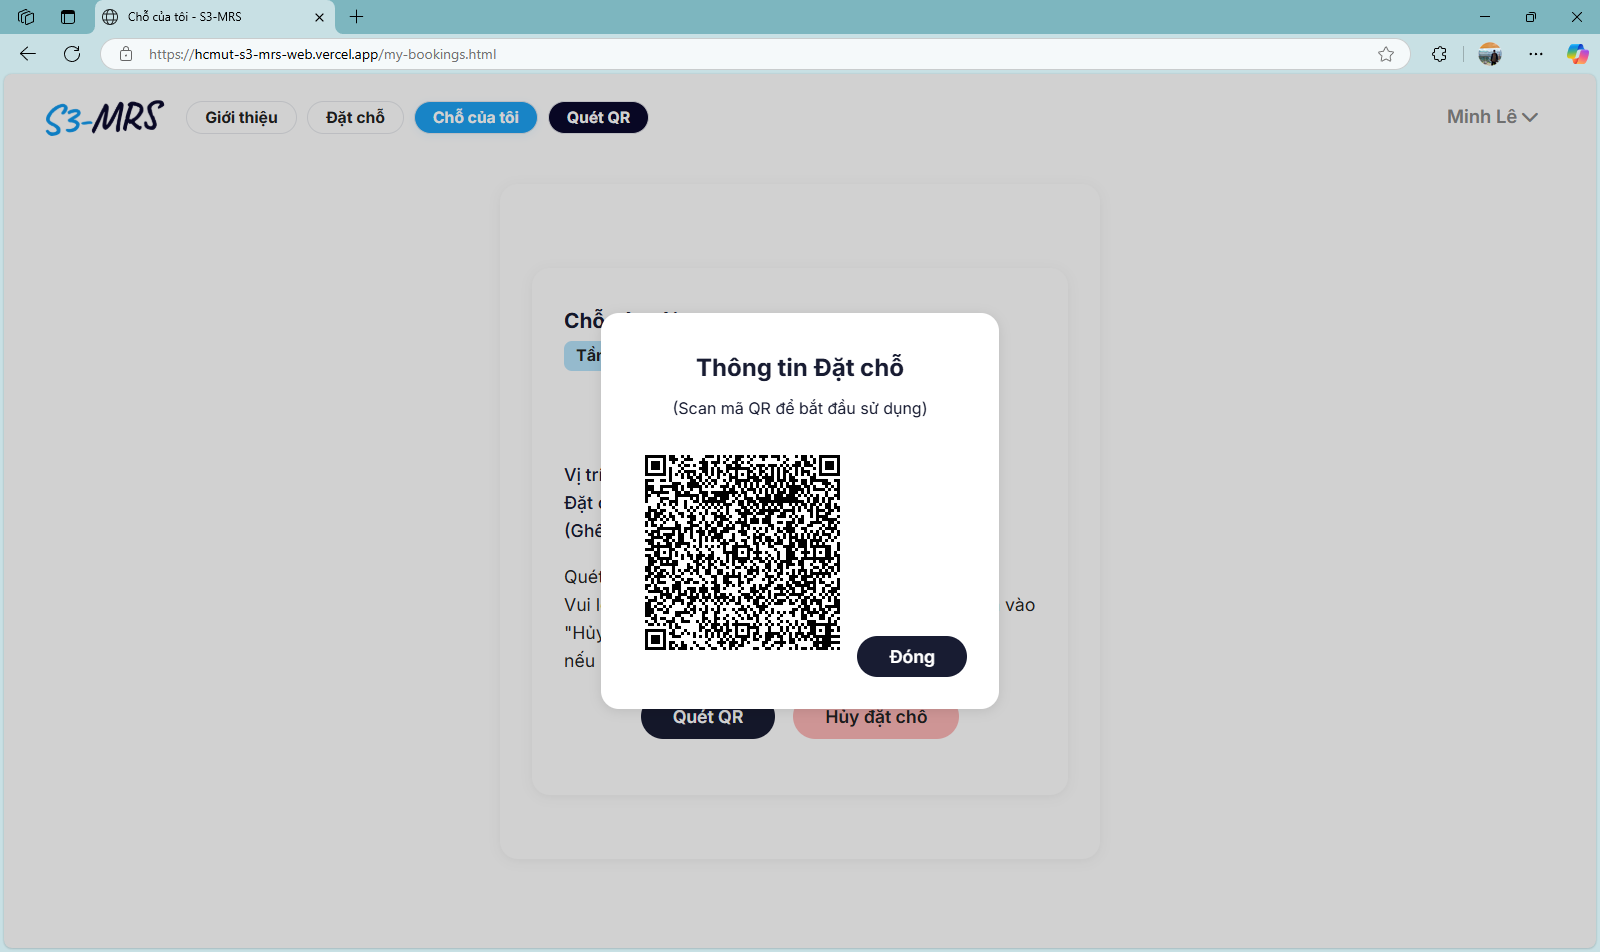 Chỗ của tôi - S3-MRS
https://hcmut-s3-mrs-web.vercel.app/my-bookings.html
S3-MRS
Giới thiệu
Đặt chỗ
Chỗ của tôi
Quét QR
Minh Lê
Chỗ
Thông tin Đặt chỗ
(Scan mã QR để bắt đầu sử dụng)
Vị trí
Đặt
(Ghế
Quét
Vui
vào
"Hủy
nếu
Đóng
Quét QR
Hủy đặt chỗ